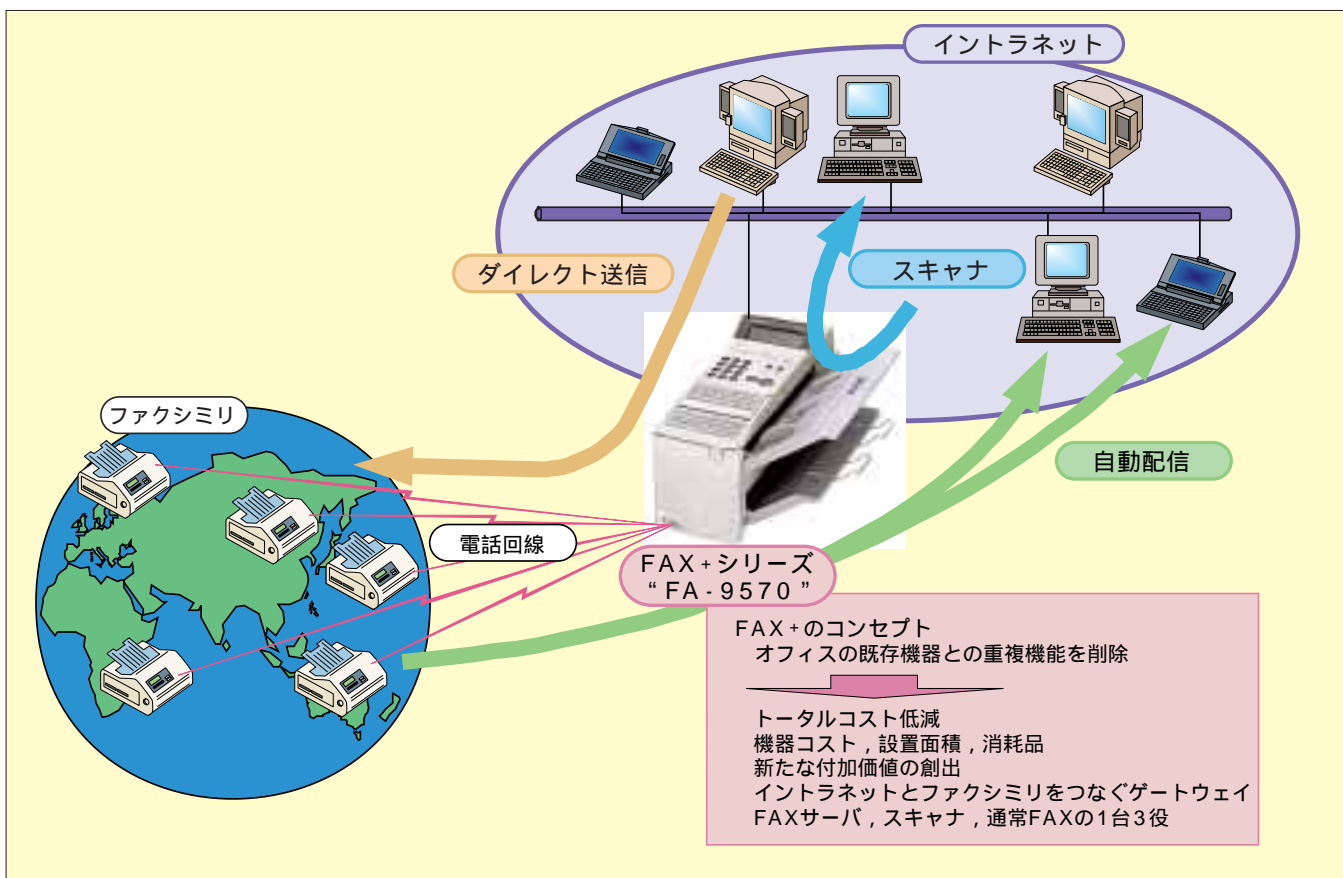 イントラネット
ダイレクト送信
スキャナ
ファクシミリ
自動配信
電話回線
FAX+シリーズ
“FA-9570”
FAX+のコンセプト
オフィスの既存機器との重複機能を削除
トータルコスト低減
機器コスト,設置面積,消耗品
新たな付加価値の創出
イントラネットとファクシミリをつなぐゲートウェイ
FAXサーバ,スキャナ,通常FAXの1台3役